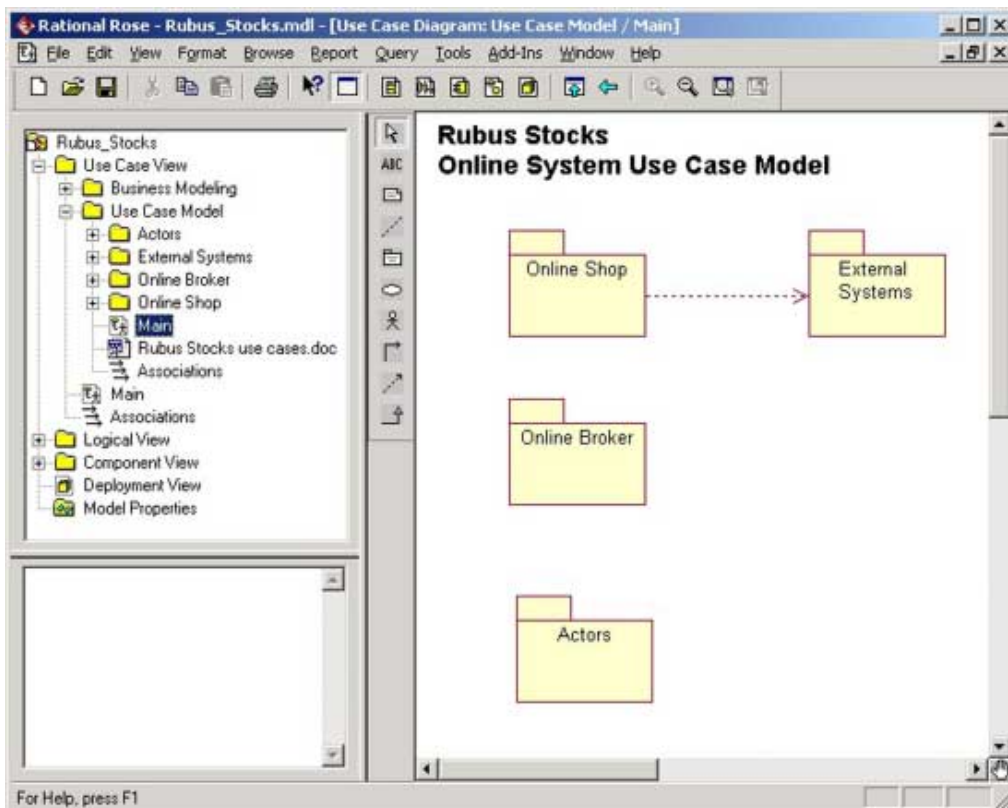 Rational Rose - Rubus_Stocks.mdl - [Use Case Diagram: Use Case Model / Main]
File Edit View Format Browse Report Query Tools Add-Ins Window Help
Rubus_Stocks
Use Case View
Business Modeling
Use Case Model
Actors
External Systems
Online Broker
Online Shop
Main
Rubus Stocks use cases.doc
Associations
Main
Associations
Logical View
Component View
Deployment View
Model Properties
ABC
Rubus Stocks
Online System Use Case Model
Online Shop
External
Systems
Online Broker
Actors
For Help, press F1